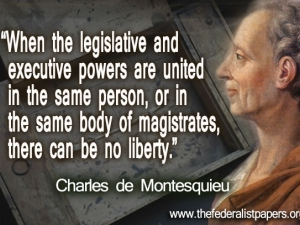 “When the legislative and
executive powers are united
in the same person, or in
the same body of magistrates,
there can be no liberty.”
Charles de Montesquieu
www.thefederalistpapers.org